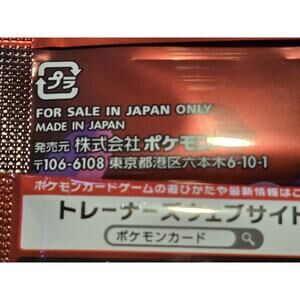 プラ
FOR SALE IN JAPAN ONLY
MADE IN JAPAN
発売元 株式会社ポケモン
〒106-6108 東京都港区六本木6-10-1
ポケモンカードゲームの遊びかたや最新情報はこ
トレーナーズウェブサイト
ポケモンカード